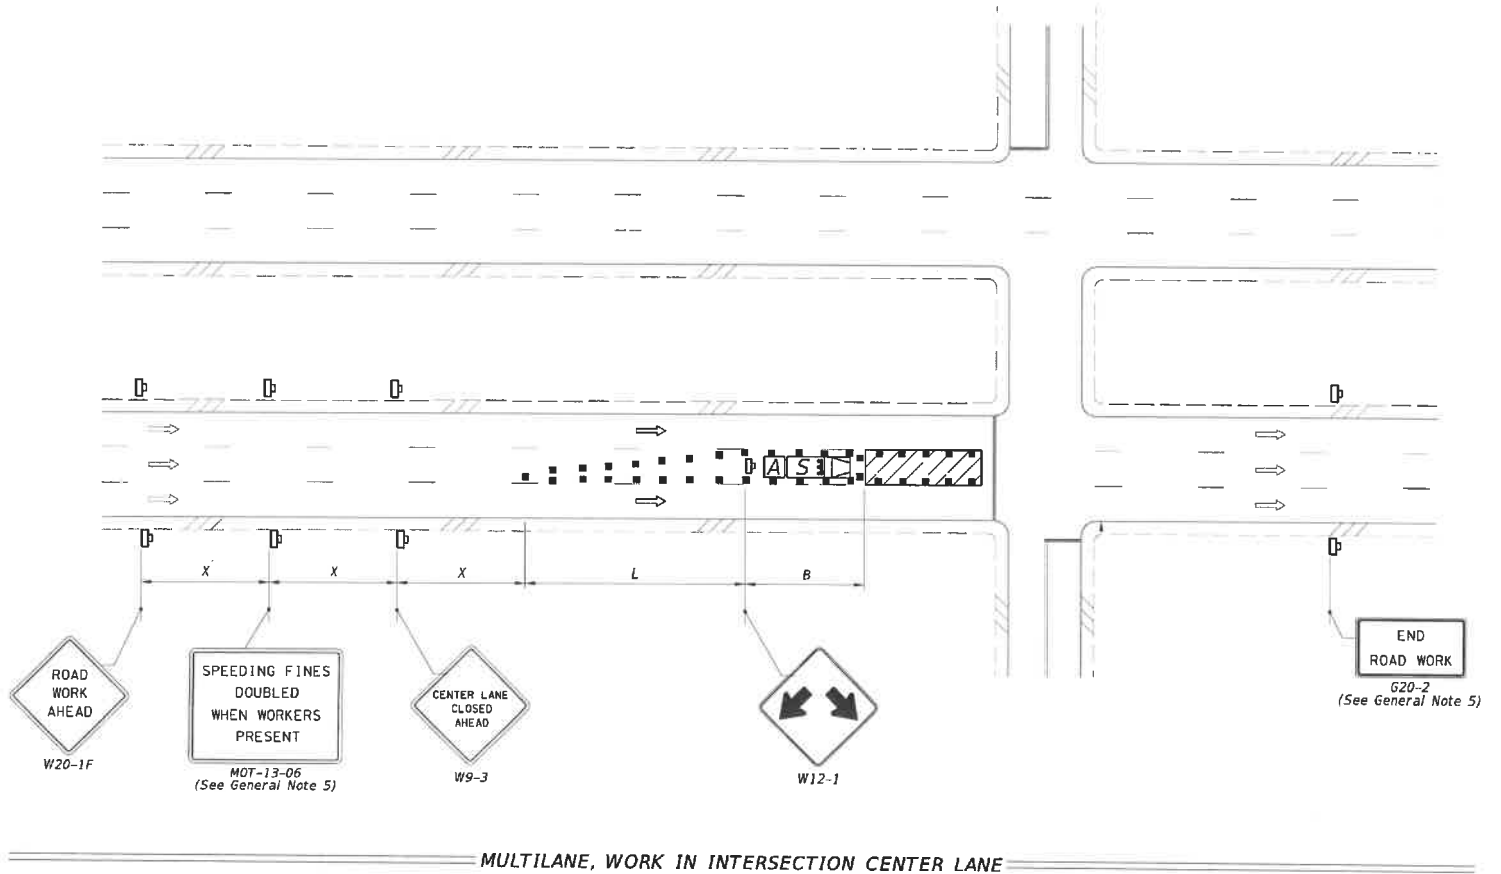 A
S
X
X
X
L
B
ROAD
WORK
AHEAD
W20-1F
SPEEDING FINES
DOUBLED
WHEN WORKERS
PRESENT
MOT-13-06
(See General Note 5)
CENTER LANE
CLOSED
AHEAD
W9-3
W12-1
END
ROAD WORK
G20-2
(See General Note 5)
MULTILANE, WORK IN INTERSECTION CENTER LANE